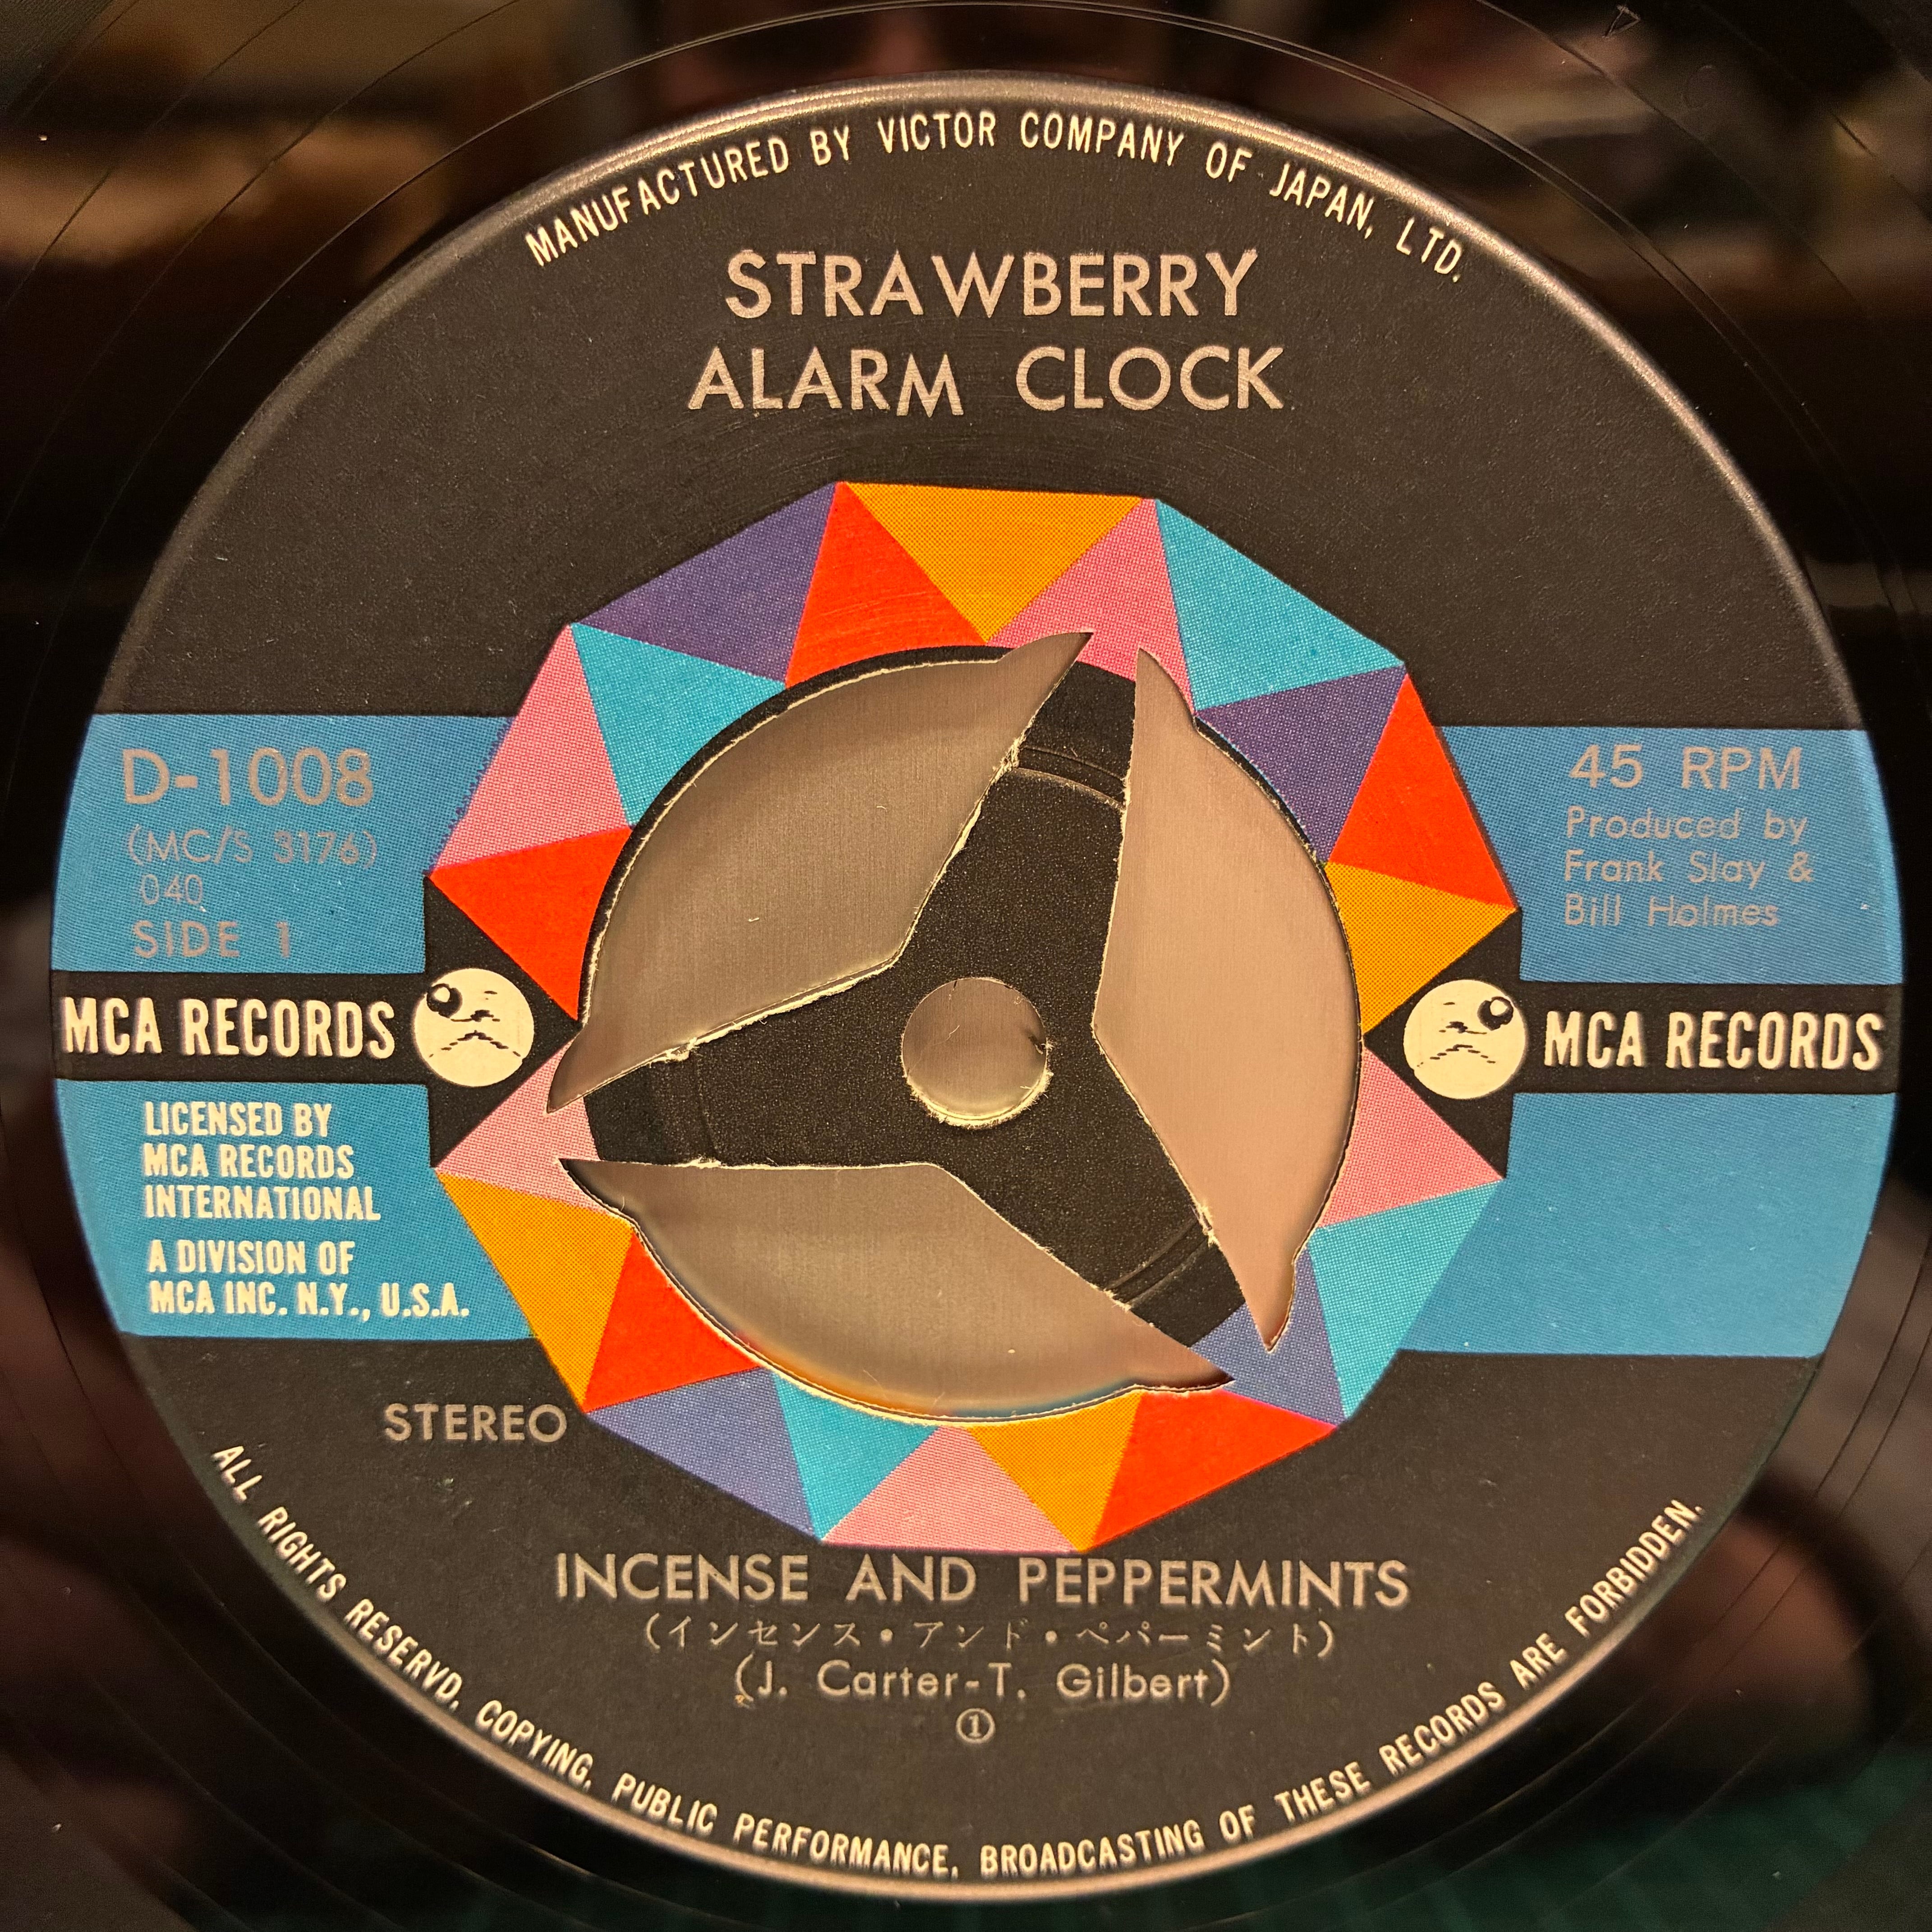 MANUFACTURED BY VICTOR COMPANY OF JAPAN, LTD.
STRAWBERRY
ALARM CLOCK
D-1008
(MC/S 3176)
040
SIDE 1
45 RPM
Produced by
Frank Slay &
Bill Holmes
MCA RECORDS
MCA RECORDS
LICENSED BY
MCA RECORDS
INTERNATIONAL
A DIVISION OF
MCA INC. N.Y., U.S.A.
STEREO
INCENSE AND PEPPERMINTS
(インセンス・アンド・ペパーミント)
(J. Carter-T. Gilbert)
①
ALL RIGHTS RESERVD. COPYING, PUBLIC PERFORMANCE, BROADCASTING OF THESE RECORDS ARE FORBIDDEN.